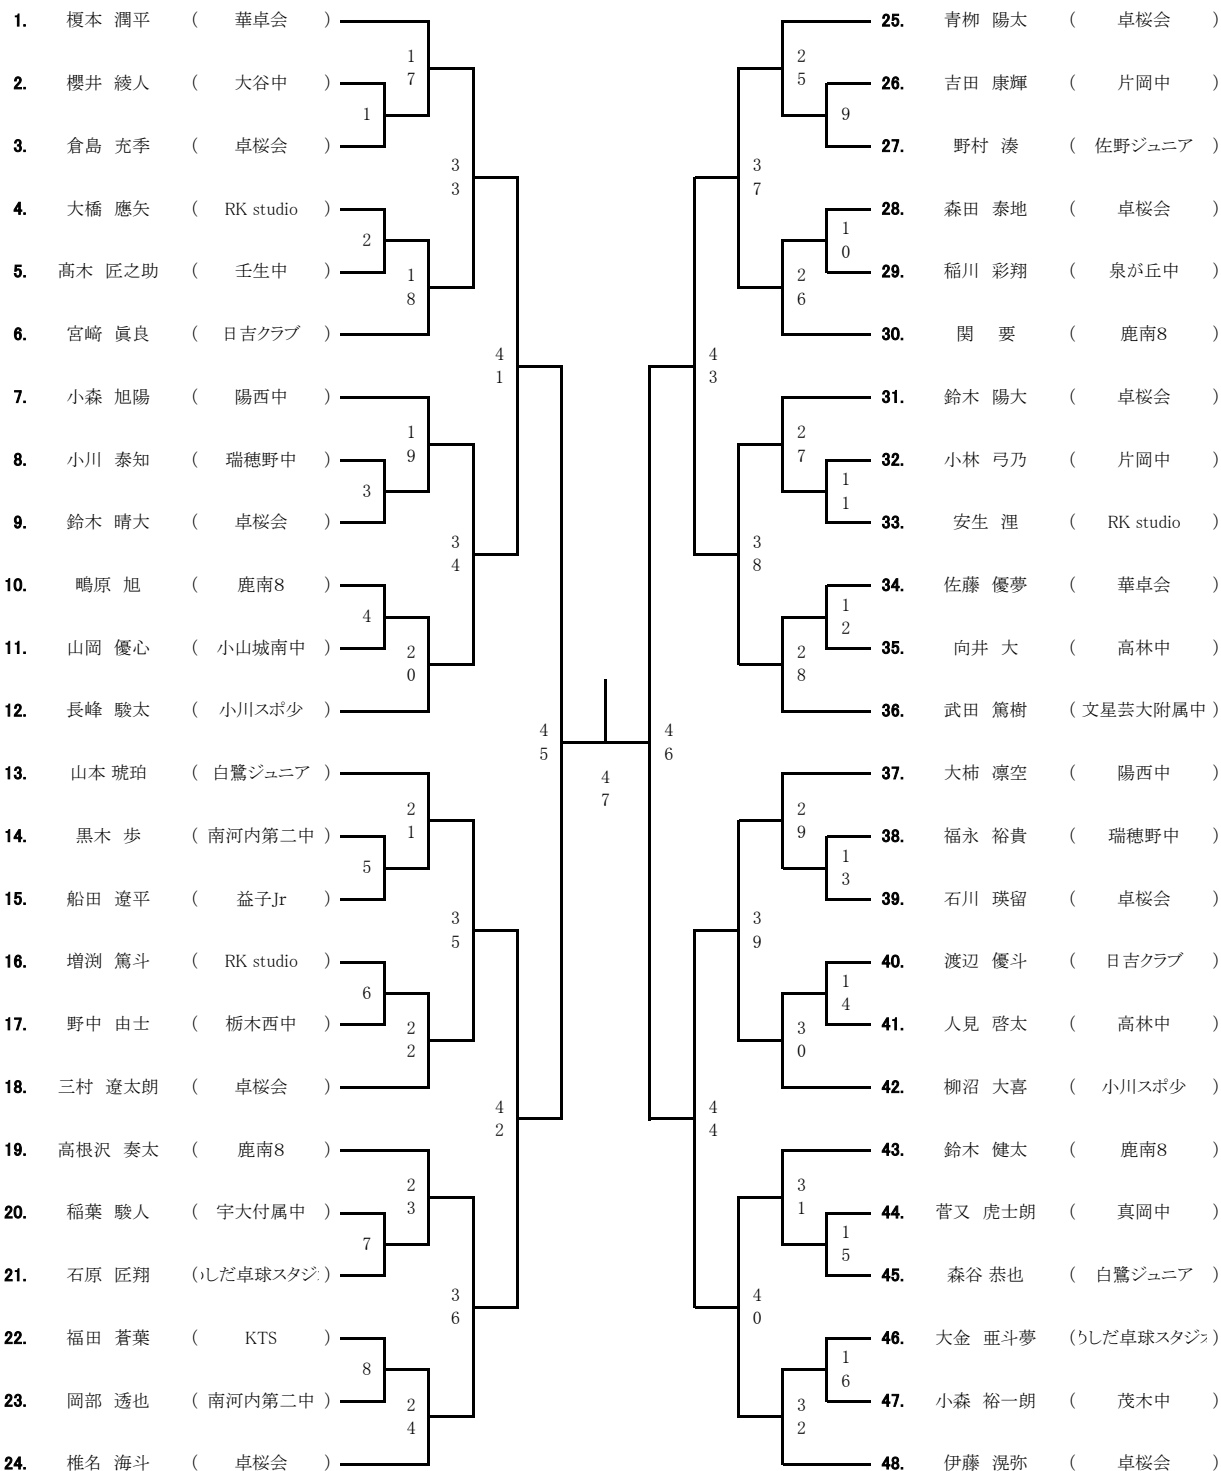 1. 榎本 潤平 ( 華卓会 )
2. 櫻井 綾人 ( 大谷中 )
3. 倉島 充季 ( 卓桜会 )
4. 大橋 應矢 ( RK studio )
5. 髙木 匠之助 ( 壬生中 )
6. 宮﨑 眞良 ( 日吉クラブ )
7. 小森 旭陽 ( 陽西中 )
8. 小川 泰知 ( 瑞穂野中 )
9. 鈴木 晴大 ( 卓桜会 )
10. 鴫原 旭 ( 鹿南8 )
11. 山岡 優心 ( 小山城南中 )
12. 長峰 駿太 ( 小川スポ少 )
13. 山本 琥珀 ( 白鷺ジュニア )
14. 黒木 歩 ( 南河内第二中 )
15. 船田 遼平 ( 益子Jr )
16. 増渕 篤斗 ( RK studio )
17. 野中 由士 ( 栃木西中 )
18. 三村 遼太朗 ( 卓桜会 )
19. 高根沢 奏太 ( 鹿南8 )
20. 稲葉 駿人 ( 宇大付属中 )
21. 石原 匠翔 ( しだ卓球スタジ )
22. 福田 蒼葉 ( KTS )
23. 岡部 透也 ( 南河内第二中 )
24. 椎名 海斗 ( 卓桜会 )
1
2
3
4
5
6
7
8
17
18
19
20
21
22
23
24
33
34
35
36
41
42
45
47
46
43
44
37
38
39
40
25
26
27
28
29
30
31
32
9
10
11
12
13
14
15
16
25. 青栁 陽太 ( 卓桜会 )
26. 吉田 康輝 ( 片岡中 )
27. 野村 湊 ( 佐野ジュニア )
28. 森田 泰地 ( 卓桜会 )
29. 稲川 彩翔 ( 泉が丘中 )
30. 関 要 ( 鹿南8 )
31. 鈴木 陽大 ( 卓桜会 )
32. 小林 弓乃 ( 片岡中 )
33. 安生 浬 ( RK studio )
34. 佐藤 優夢 ( 華卓会 )
35. 向井 大 ( 高林中 )
36. 武田 篤樹 ( 文星芸大附属中 )
37. 大柿 凛空 ( 陽西中 )
38. 福永 裕貴 ( 瑞穂野中 )
39. 石川 瑛留 ( 卓桜会 )
40. 渡辺 優斗 ( 日吉クラブ )
41. 人見 啓太 ( 高林中 )
42. 柳沼 大喜 ( 小川スポ少 )
43. 鈴木 健太 ( 鹿南8 )
44. 菅又 虎士朗 ( 真岡中 )
45. 森谷 恭也 ( 白鷺ジュニア )
46. 大金 亜斗夢 ( しだ卓球スタジ )
47. 小森 裕一朗 ( 茂木中 )
48. 伊藤 滉弥 ( 卓桜会 )